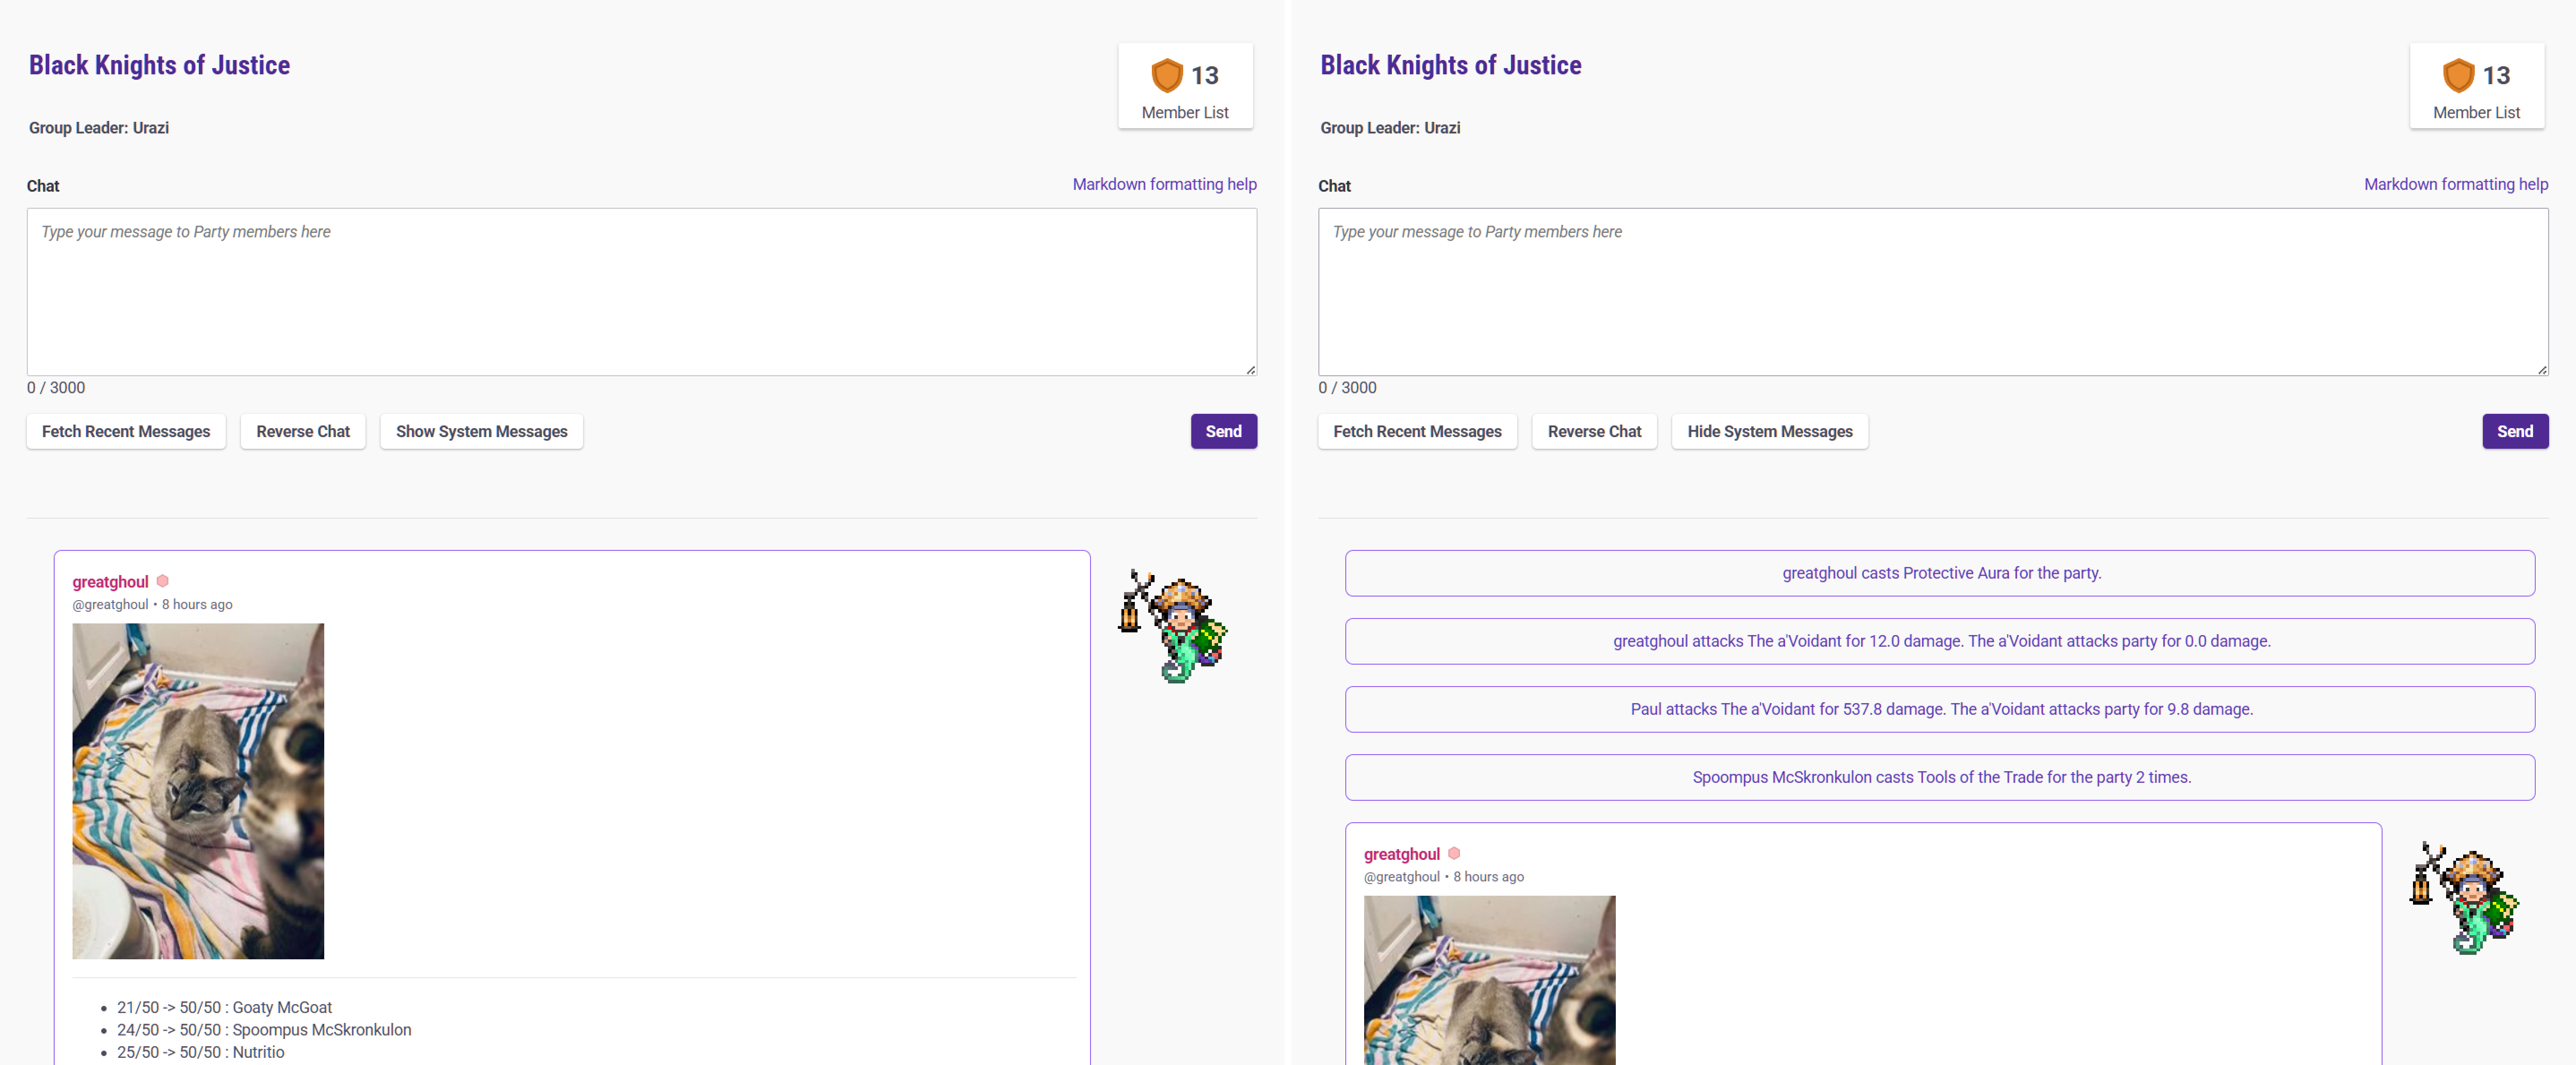 Black Knights of Justice
13
Member List
Group Leader: Urazi
Chat
Markdown formatting help
Type your message to Party members here
0 / 3000
Fetch Recent Messages
Reverse Chat
Show System Messages
Send
greatghoul
@greatghoul • 8 hours ago
• 21/50 -> 50/50 : Goaty McGoat
• 24/50 -> 50/50 : Spoompus McSkronkulon
• 25/50 -> 50/50 : Nutritio
Black Knights of Justice
13
Member List
Group Leader: Urazi
Chat
Markdown formatting help
Type your message to Party members here
0 / 3000
Fetch Recent Messages
Reverse Chat
Hide System Messages
Send
greatghoul casts Protective Aura for the party.
greatghoul attacks The a'Voidant for 12.0 damage. The a'Voidant attacks party for 0.0 damage.
Paul attacks The a'Voidant for 537.8 damage. The a'Voidant attacks party for 9.8 damage.
Spoompus McSkronkulon casts Tools of the Trade for the party 2 times.
greatghoul
@greatghoul • 8 hours ago